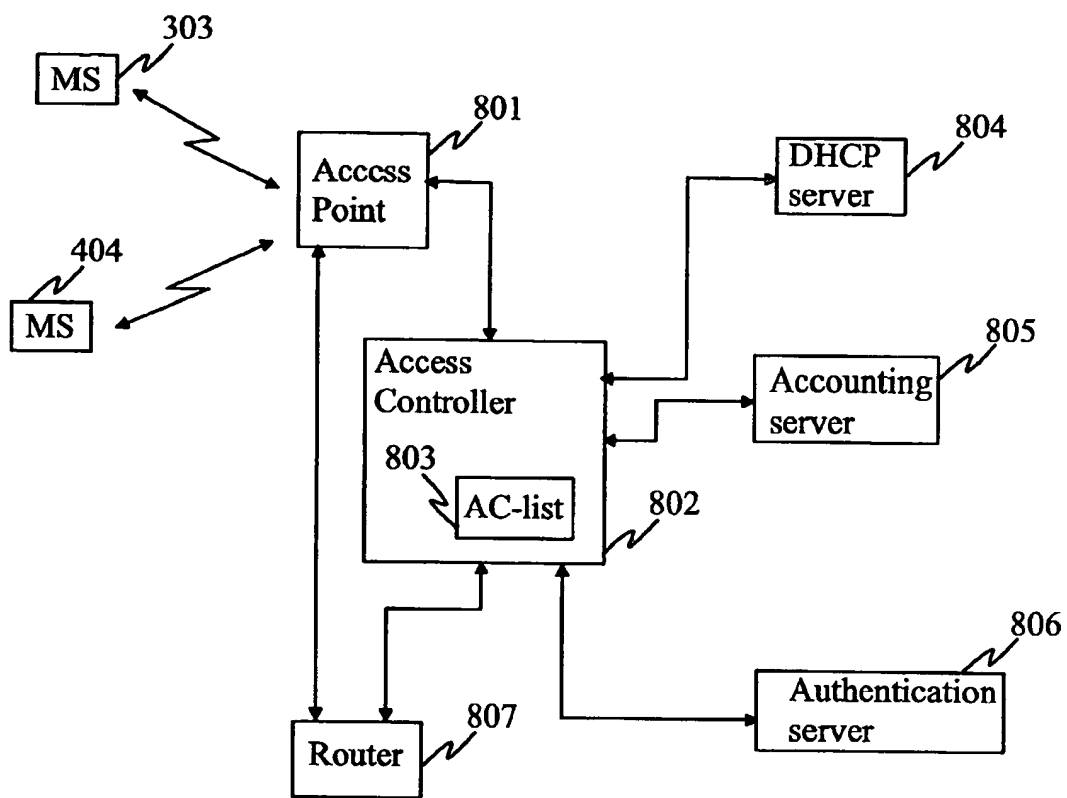 303
MS
801
Access
Point
804
DHCP
server
404
MS
805
Access
Controller
Accounting
server
803
AC-list
802
806
Authentication
server
807
Router